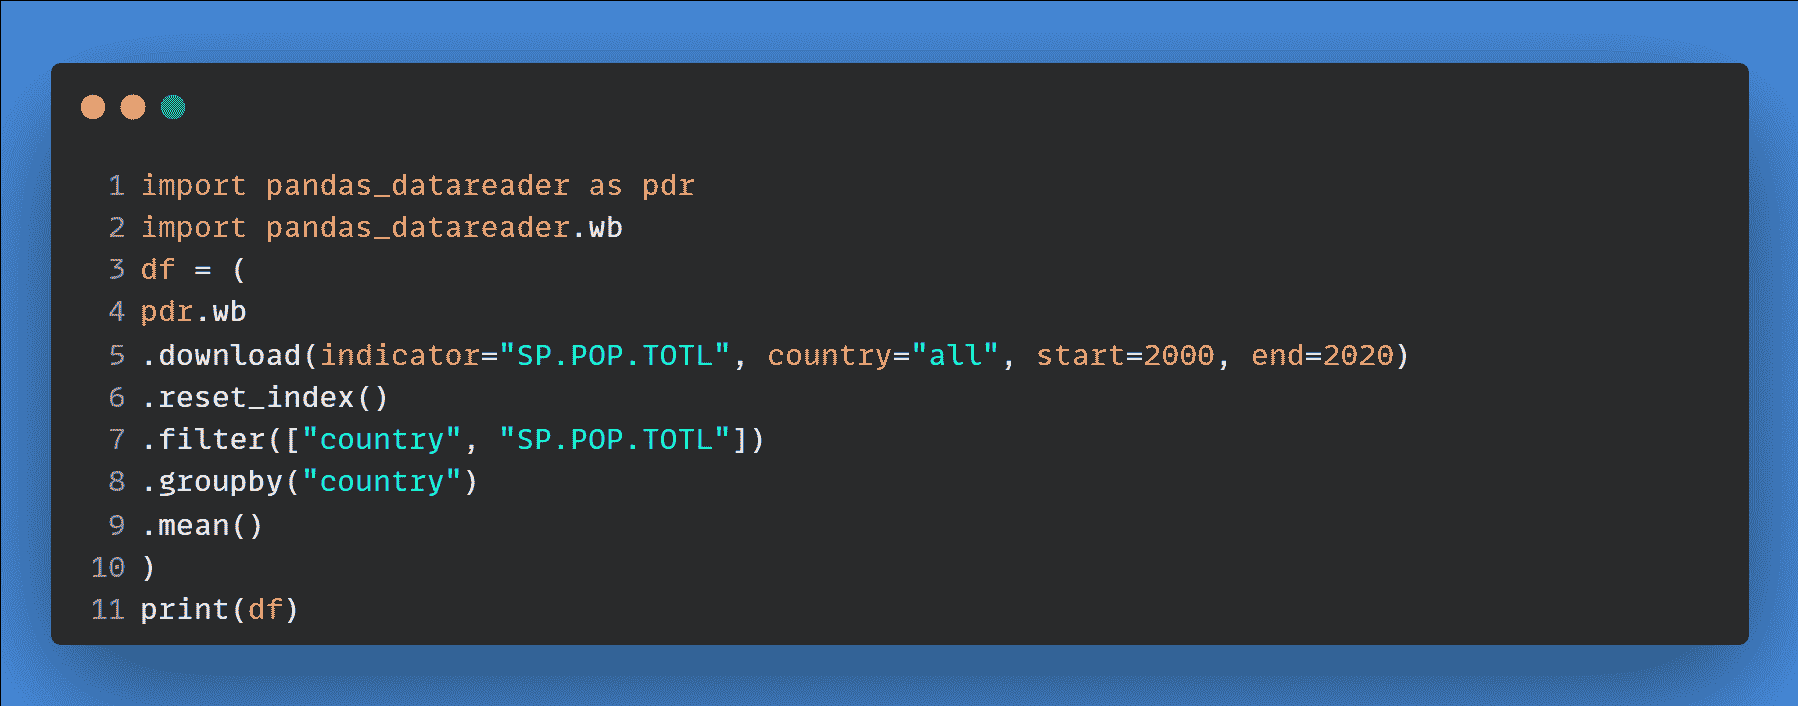 1 import pandas_datareader as pdr
2 import pandas_datareader.wb
3 df = (
4 pdr.wb
5 .download(indicator="SP.POP.TOTL", country="all", start=2000, end=2020)
6 .reset_index()
7 .filter(["country", "SP.POP.TOTL"])
8 .groupby("country")
9 .mean()
10 )
11 print(df)